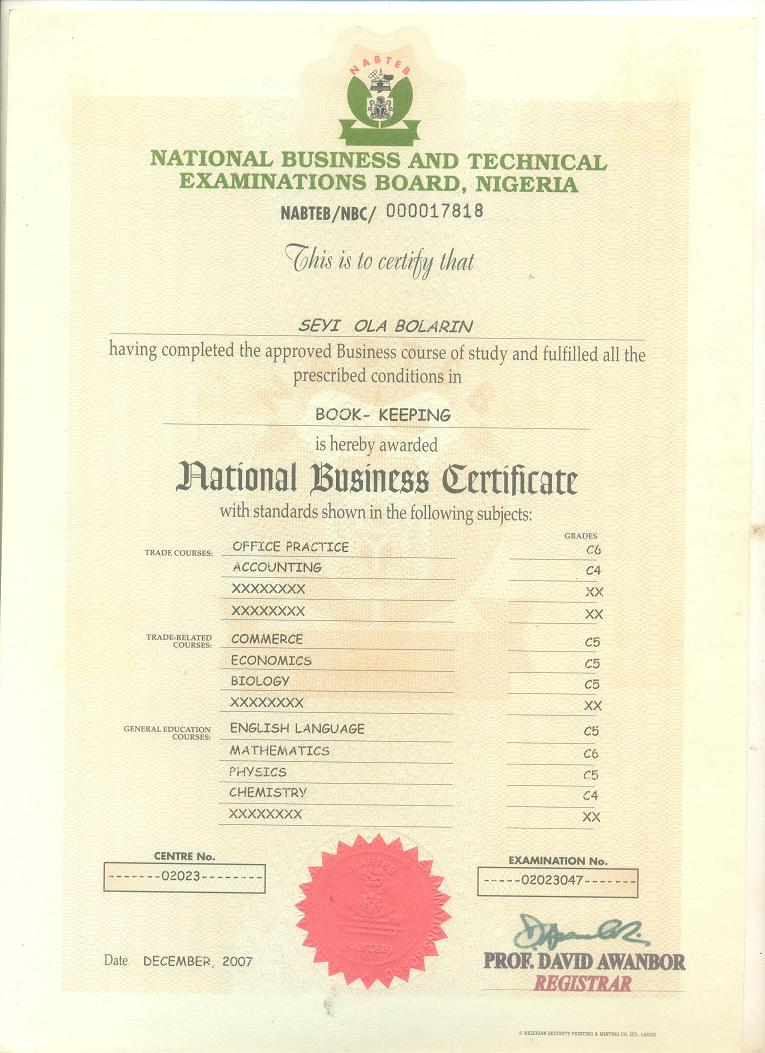 NABTEB
NATIONAL BUSINESS AND TECHNICAL
EXAMINATIONS BOARD, NIGERIA
NABTEB/NBC/ 000017818
This is to certify that
SEYI OLA BOLARIN
having completed the approved Business course of study and fulfilled all the
prescribed conditions in
BOOK- KEEPING
is hereby awarded
National Business Certificate
with standards shown in the following subjects:
GRADES
TRADE COURSES: OFFICE PRACTICE C6
ACCOUNTING C4
XXXXXXXX XX
XXXXXXXX XX
TRADE-RELATED COURSES: COMMERCE C5
ECONOMICS C5
BIOLOGY C5
XXXXXXXX XX
GENERAL EDUCATION COURSES: ENGLISH LANGUAGE C5
MATHEMATICS C6
PHYSICS C5
CHEMISTRY C4
XXXXXXXX XX
CENTRE No.
-------02023---------
EXAMINATION No.
-----02023047-------
NABTEB
NABTEB
Date DECEMBER, 2007
PROF. DAVID AWANBOR
REGISTRAR
© NIGERIAN SECURITY PRINTING & MINTING CO. LTD., LAGOS